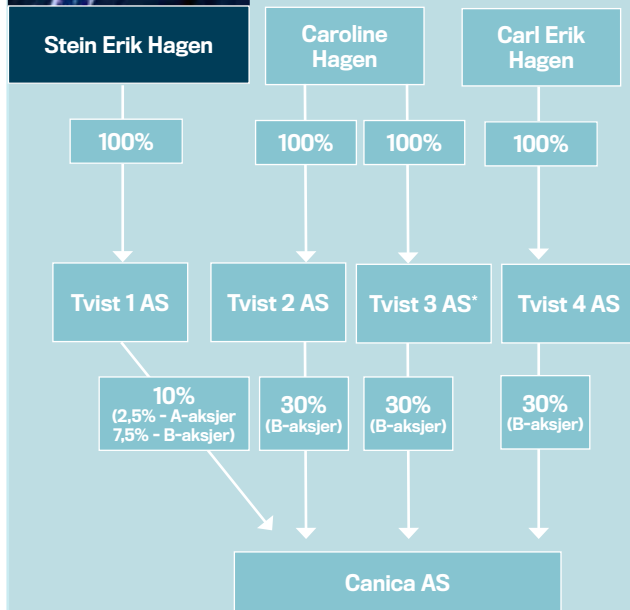 Stein Erik Hagen
Caroline
Hagen
Carl Erik
Hagen
100%
100%
100%
100%
Tvist 1 AS
Tvist 2 AS
Tvist 3 AS*
Tvist 4 AS
10%
(2,5% - A-aksjer
7,5% - B-aksjer)
30%
(B-aksjer)
30%
(B-aksjer)
30%
(B-aksjer)
Canica AS